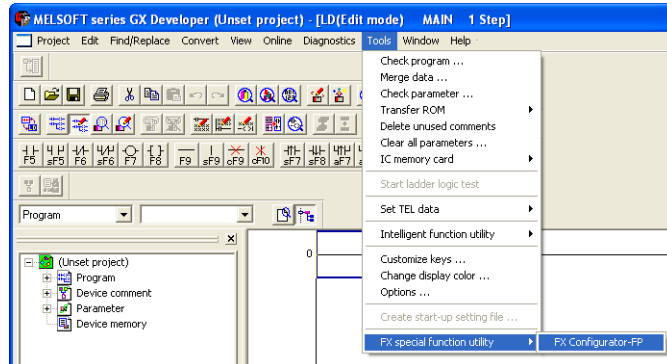 MELSOFT series GX Developer (Unset project) - [LD(Edit mode)    MAIN    1 Step]
Project Edit Find/Replace Convert View Online Diagnostics Tools Window Help
Check program ...
Merge data ...
Check parameter ...
Transfer ROM
Delete unused comments
Clear all parameters ...
IC memory card
Start ladder logic test
Set TEL data
Intelligent function utility
Customize keys ...
Change display color ...
Options ...
Create start-up setting file ...
FX special function utility
FX Configurator-FP
F5 sF5 F6 sF6 F7 F8 F9 sF9 cF9 cF10 sF7 sF8 aF7
Program
0
(Unset project)
Program
Device comment
Parameter
Device memory